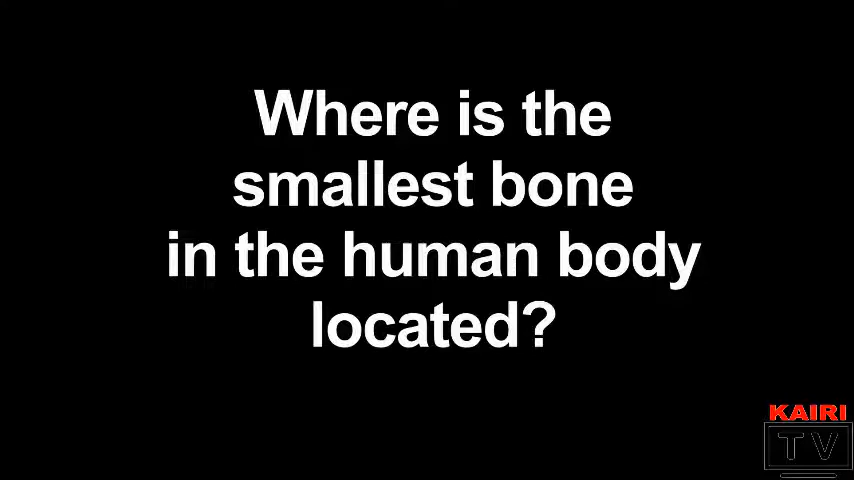 Where is the
smallest bone
in the human body
located?
KAIRI
TV